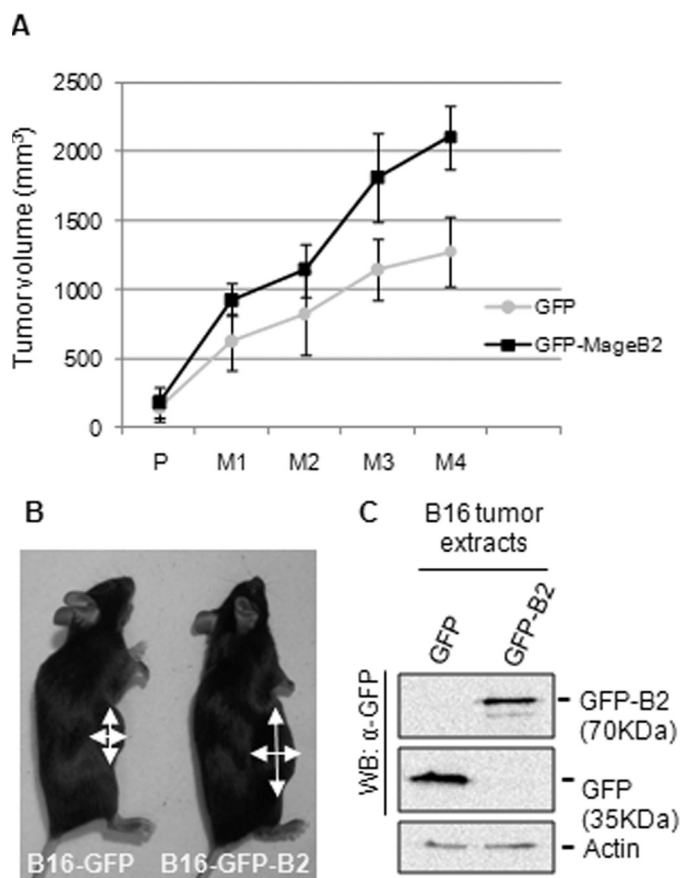 A
Tumor volume (mm³)
2500
2000
1500
1000
500
0
P M1 M2 M3 M4
GFP
GFP-MageB2
B
B16-GFP B16-GFP-B2
C
B16 tumor
extracts
GFP GFP-B2
WB: α-GFP
GFP-B2
(70KDa)
GFP
(35KDa)
Actin